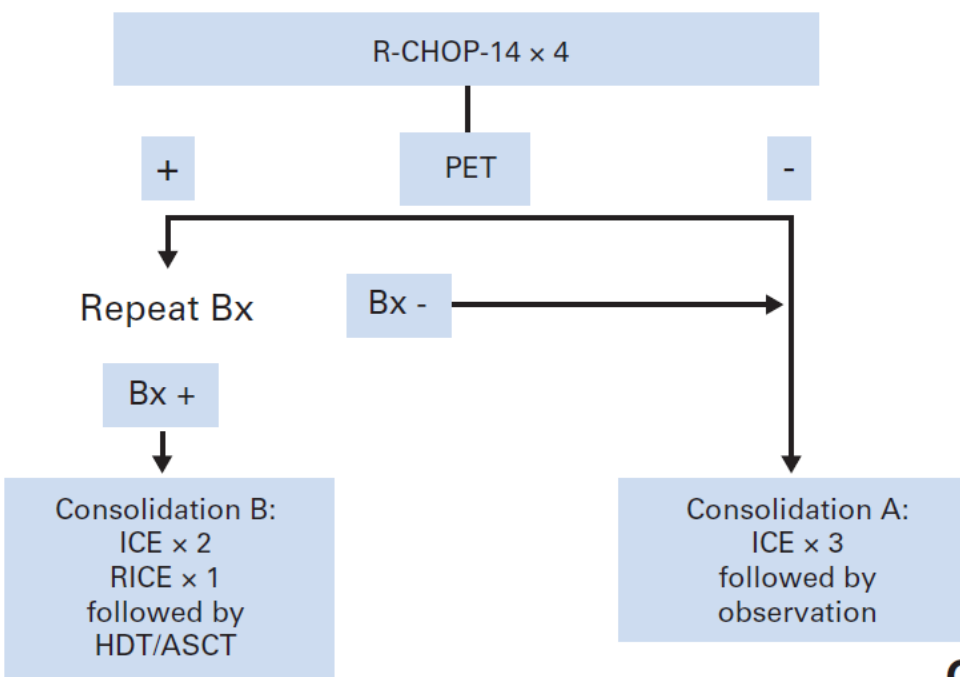 R-CHOP-14 × 4
+
PET
-
Repeat Bx
Bx -
Bx +
Consolidation B:
ICE × 2
RICE × 1
followed by
HDT/ASCT
Consolidation A:
ICE × 3
followed by
observation